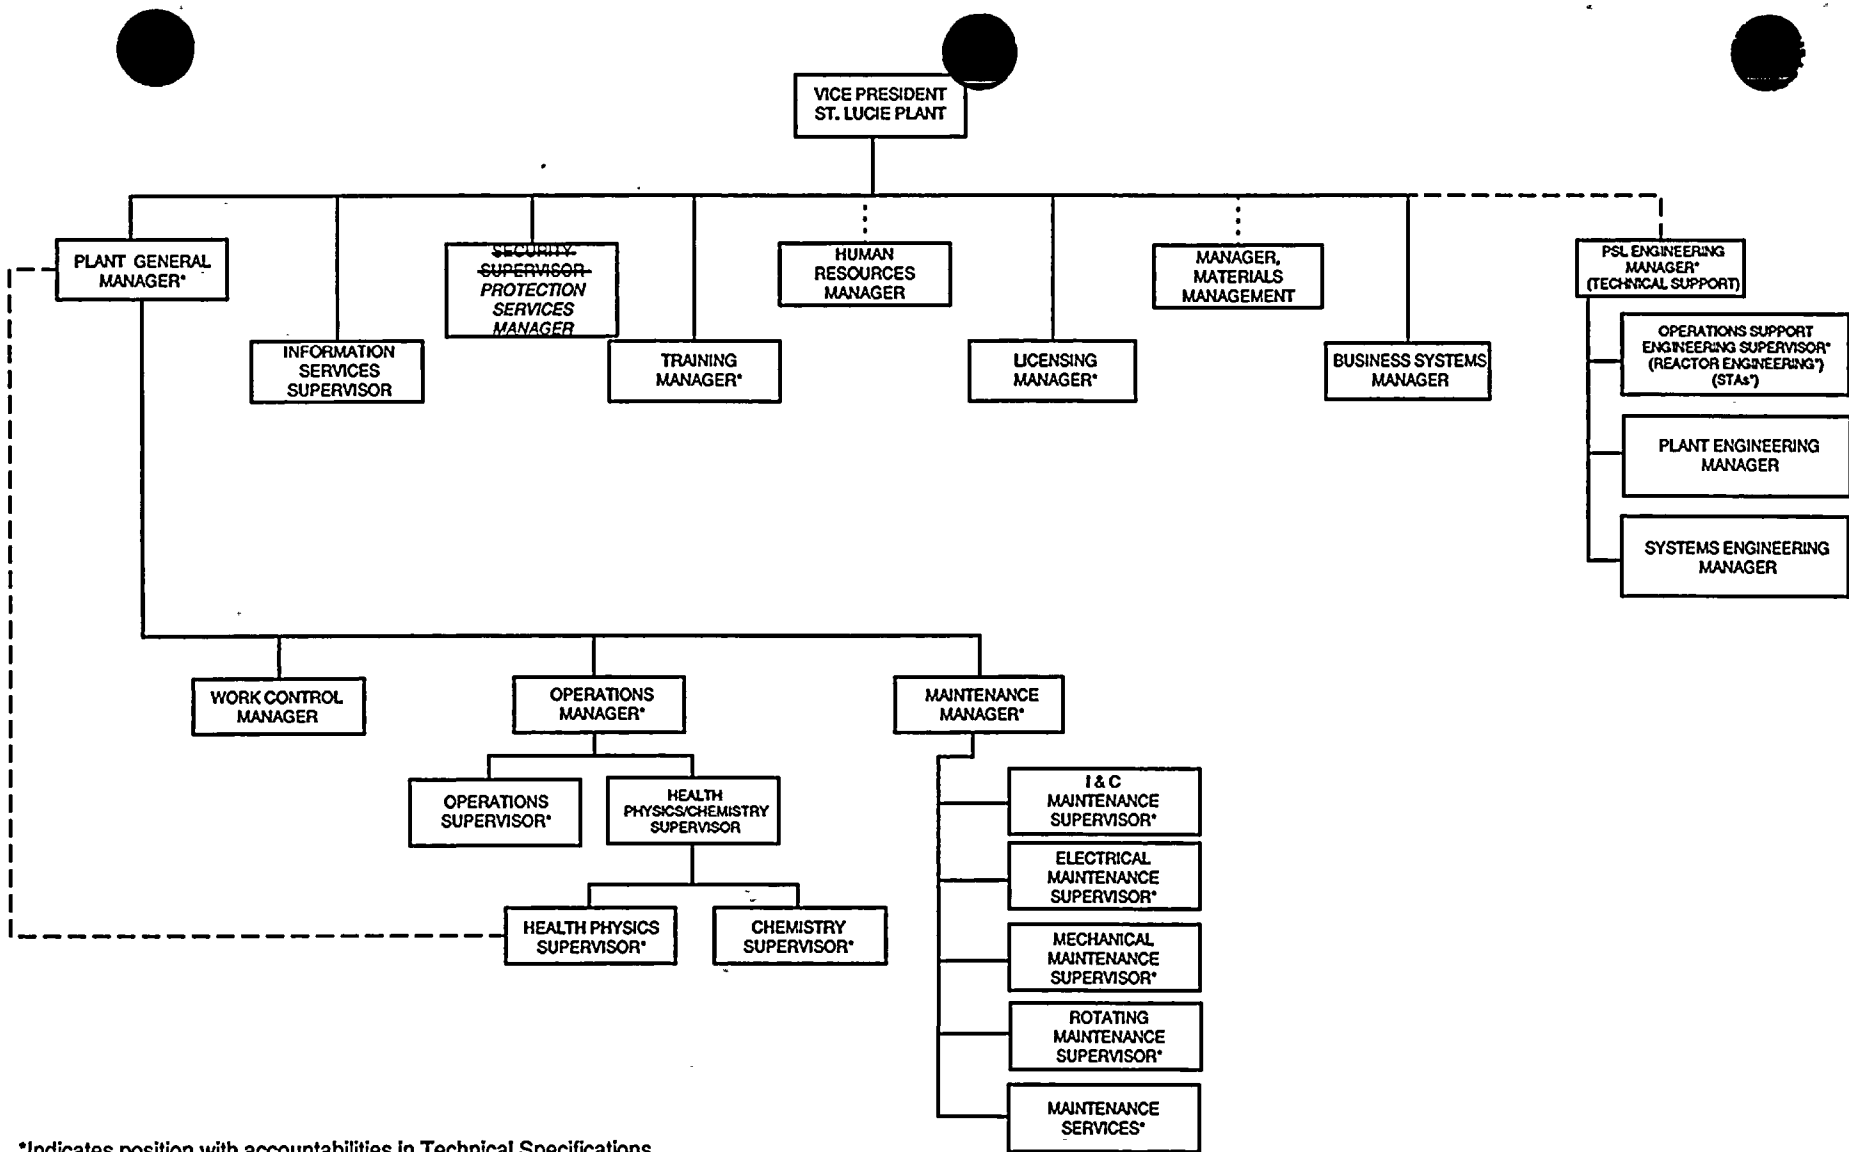 VICE PRESIDENT
ST. LUCIE PLANT
PLANT GENERAL
MANAGER*
SECURITY
SUPERVISOR
PROTECTION
SERVICES
MANAGER
HUMAN
RESOURCES
MANAGER
MANAGER,
MATERIALS
MANAGEMENT
PSL ENGINEERING
MANAGER*
(TECHNICAL SUPPORT)
INFORMATION
SERVICES
SUPERVISOR
TRAINING
MANAGER*
LICENSING
MANAGER*
BUSINESS SYSTEMS
MANAGER
OPERATIONS SUPPORT
ENGINEERING SUPERVISOR*
(REACTOR ENGINEERING*)
(STAs*)
PLANT ENGINEERING
MANAGER
SYSTEMS ENGINEERING
MANAGER
WORK CONTROL
MANAGER
OPERATIONS
MANAGER*
MAINTENANCE
MANAGER*
OPERATIONS
SUPERVISOR*
HEALTH
PHYSICS/CHEMISTRY
SUPERVISOR
HEALTH PHYSICS
SUPERVISOR*
CHEMISTRY
SUPERVISOR*
I & C
MAINTENANCE
SUPERVISOR*
ELECTRICAL
MAINTENANCE
SUPERVISOR*
MECHANICAL
MAINTENANCE
SUPERVISOR*
ROTATING
MAINTENANCE
SUPERVISOR*
MAINTENANCE
SERVICES*
*Indicates position with accountabilities in Technical Specifications